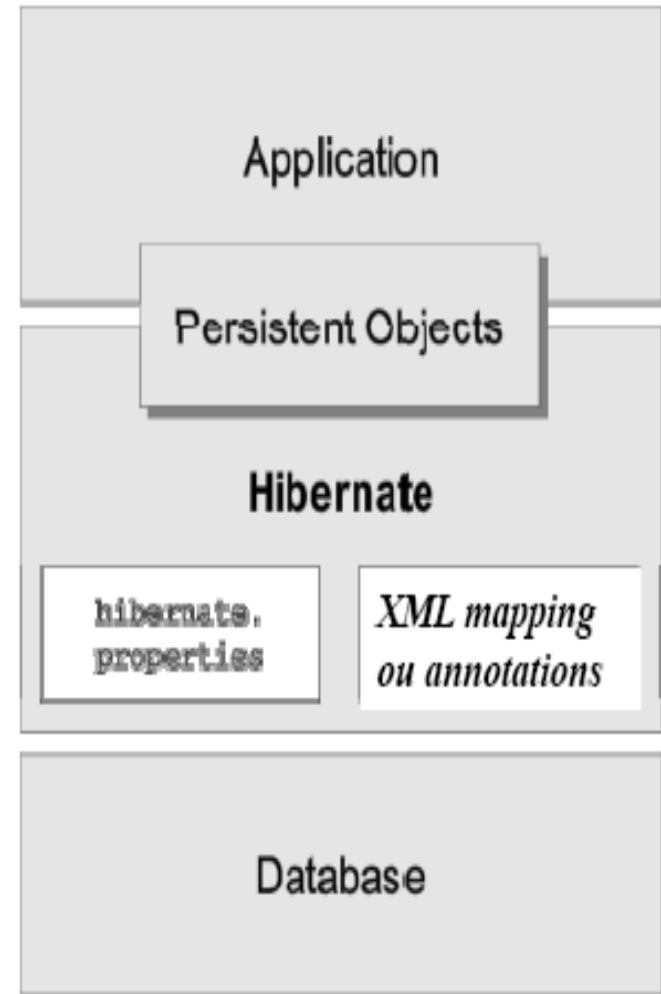 Application
Persistent Objects
Hibernate
hibernate.
properties
XML mapping
ou annotations
Database